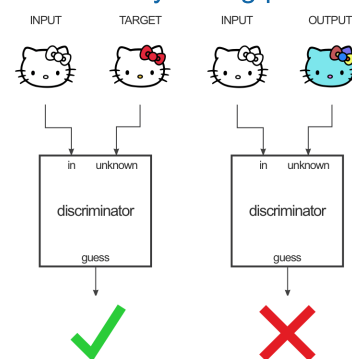 INPUT TARGET INPUT OUTPUT
in unknown in unknown
discriminator discriminator
guess guess